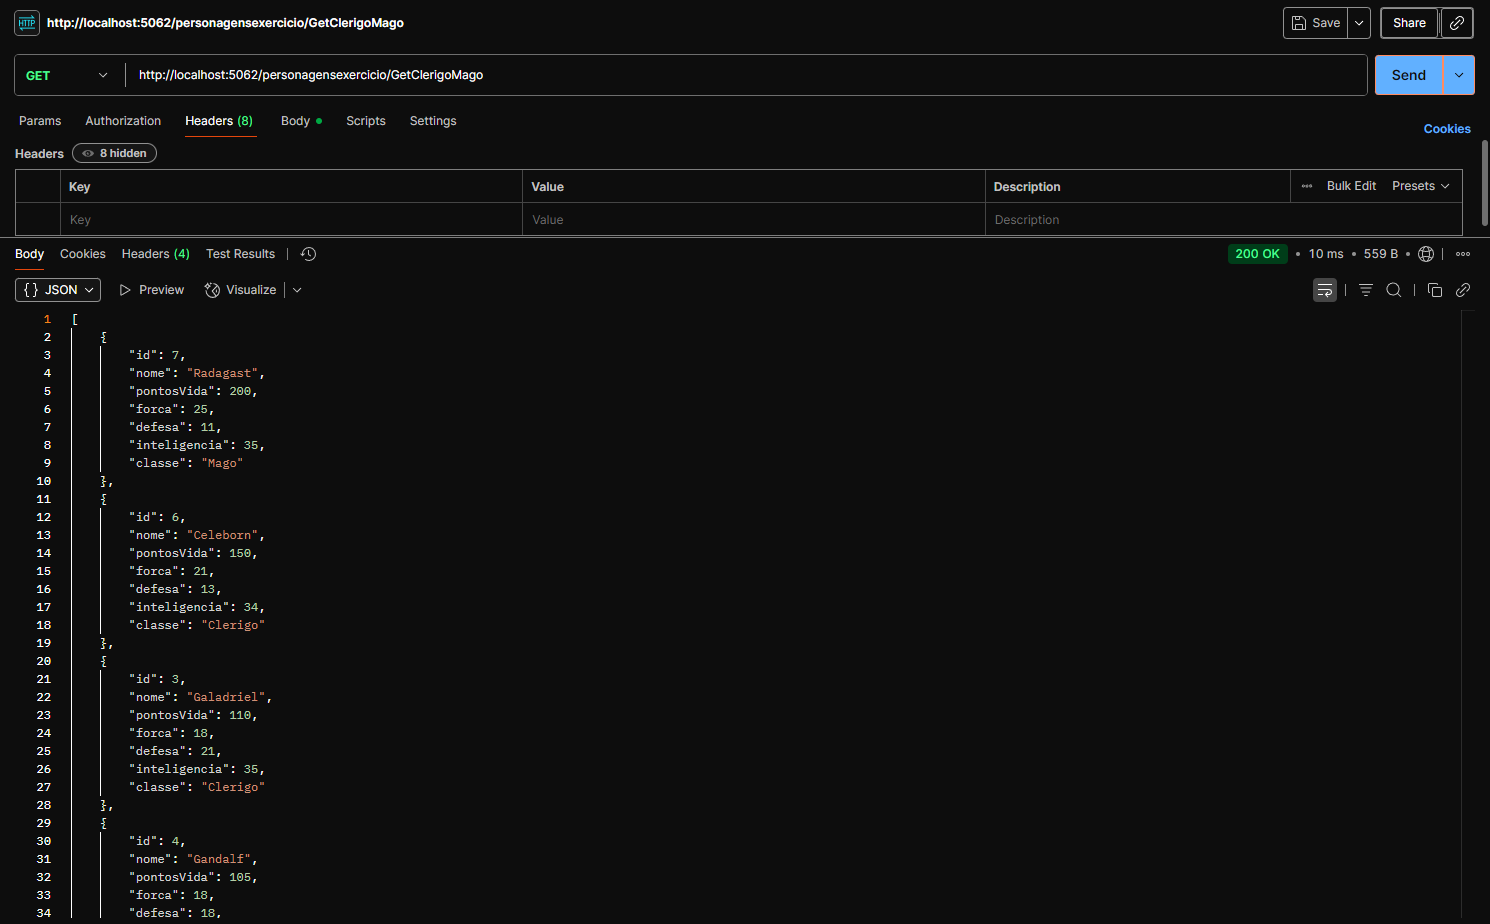 HTTP http://localhost:5062/personagensexercicio/GetClerigoMago Save Share
GET http://localhost:5062/personagensexercicio/GetClerigoMago Send
Params Authorization Headers (8) Body Scripts Settings Cookies
Headers 8 hidden
Key Value Description Bulk Edit Presets
Key Value Description
Body Cookies Headers (4) Test Results 200 OK • 10 ms • 559 B •
{} JSON Preview Visualize
1 [
2 {
3 "id": 7,
4 "nome": "Radagast",
5 "pontosVida": 200,
6 "forca": 25,
7 "defesa": 11,
8 "inteligencia": 35,
9 "classe": "Mago"
10 },
11 {
12 "id": 6,
13 "nome": "Celeborn",
14 "pontosVida": 150,
15 "forca": 21,
16 "defesa": 13,
17 "inteligencia": 34,
18 "classe": "Clerigo"
19 },
20 {
21 "id": 3,
22 "nome": "Galadriel",
23 "pontosVida": 110,
24 "forca": 18,
25 "defesa": 21,
26 "inteligencia": 35,
27 "classe": "Clerigo"
28 },
29 {
30 "id": 4,
31 "nome": "Gandalf",
32 "pontosVida": 105,
33 "forca": 18,
34 "defesa": 18,